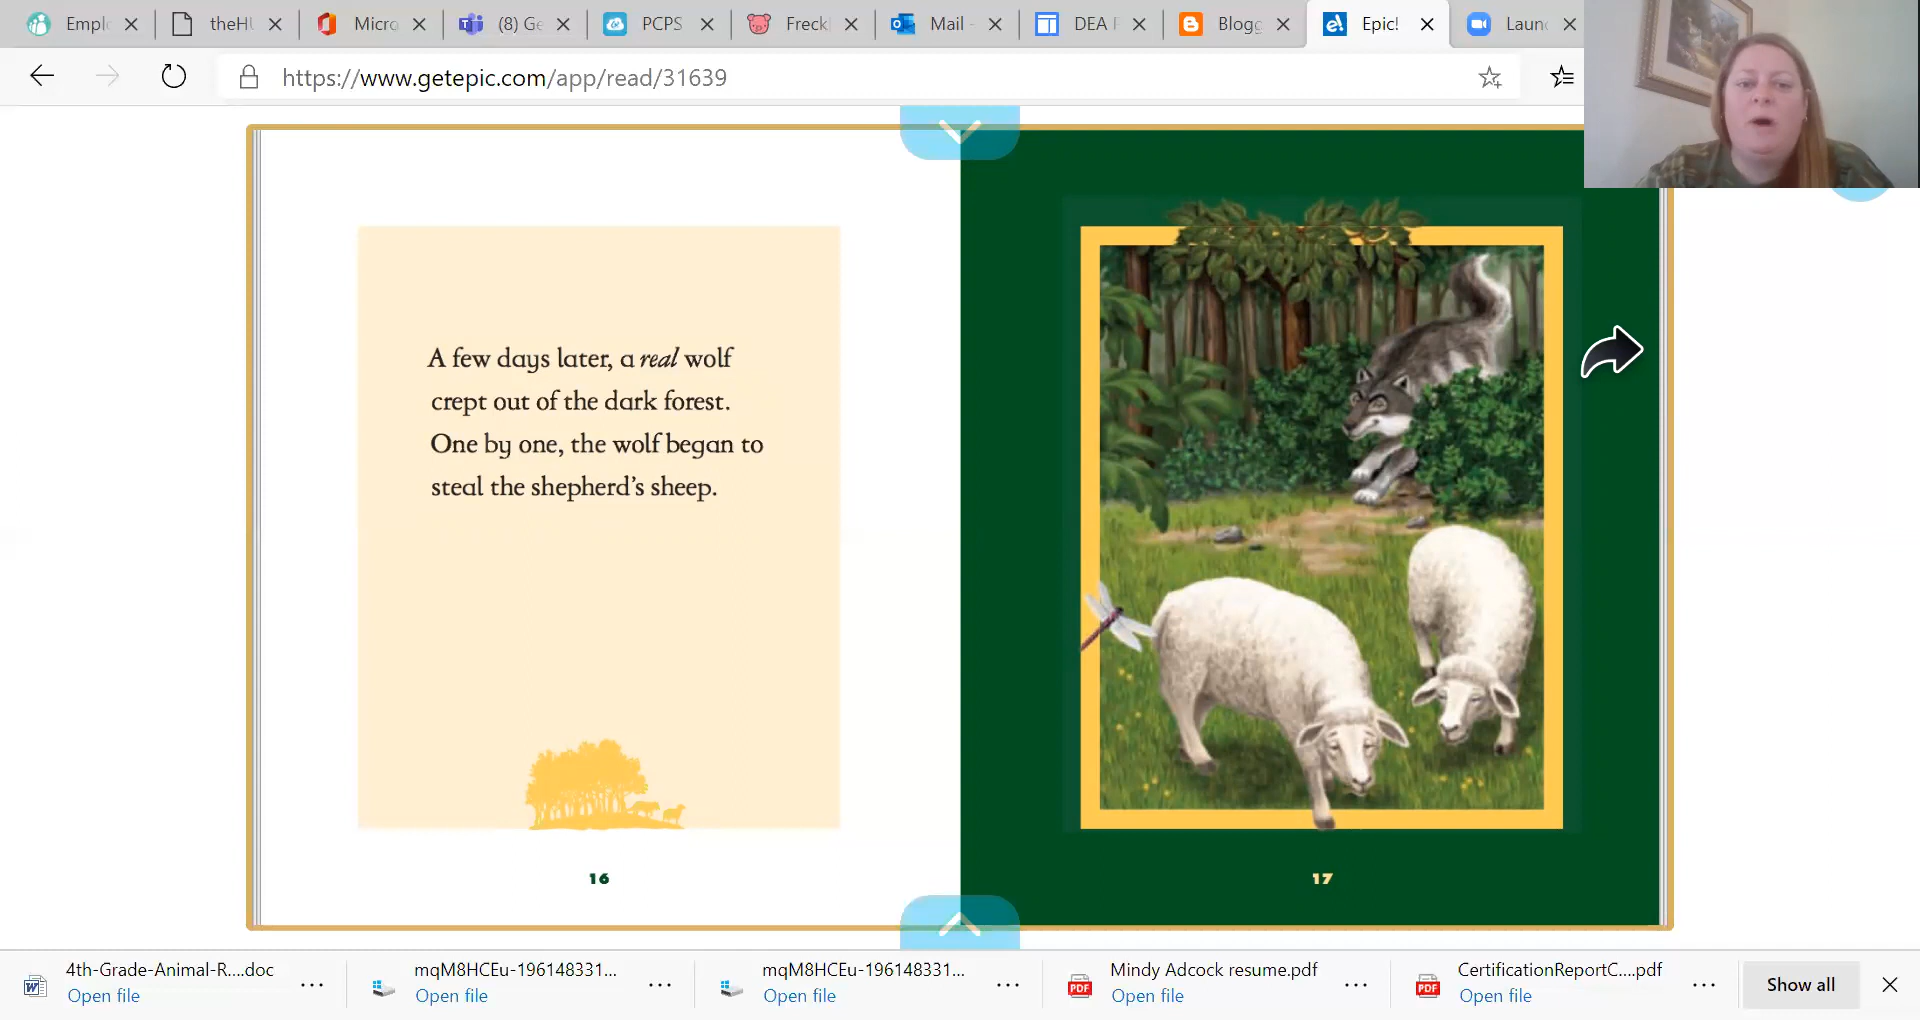 Emplo
theHU
Micro
(8) Ge
PCPS
Freckl
Mail -
DEA R
Blogg
Epic!
Laun
https://www.getepic.com/app/read/31639
A few days later, a real wolf
crept out of the dark forest.
One by one, the wolf began to
steal the shepherd's sheep.
16
17
4th-Grade-Animal-R....doc
Open file
mqM8HCEu-196148331...
Open file
mqM8HCEu-196148331...
Open file
Mindy Adcock resume.pdf
Open file
CertificationReportC....pdf
Open file
Show all